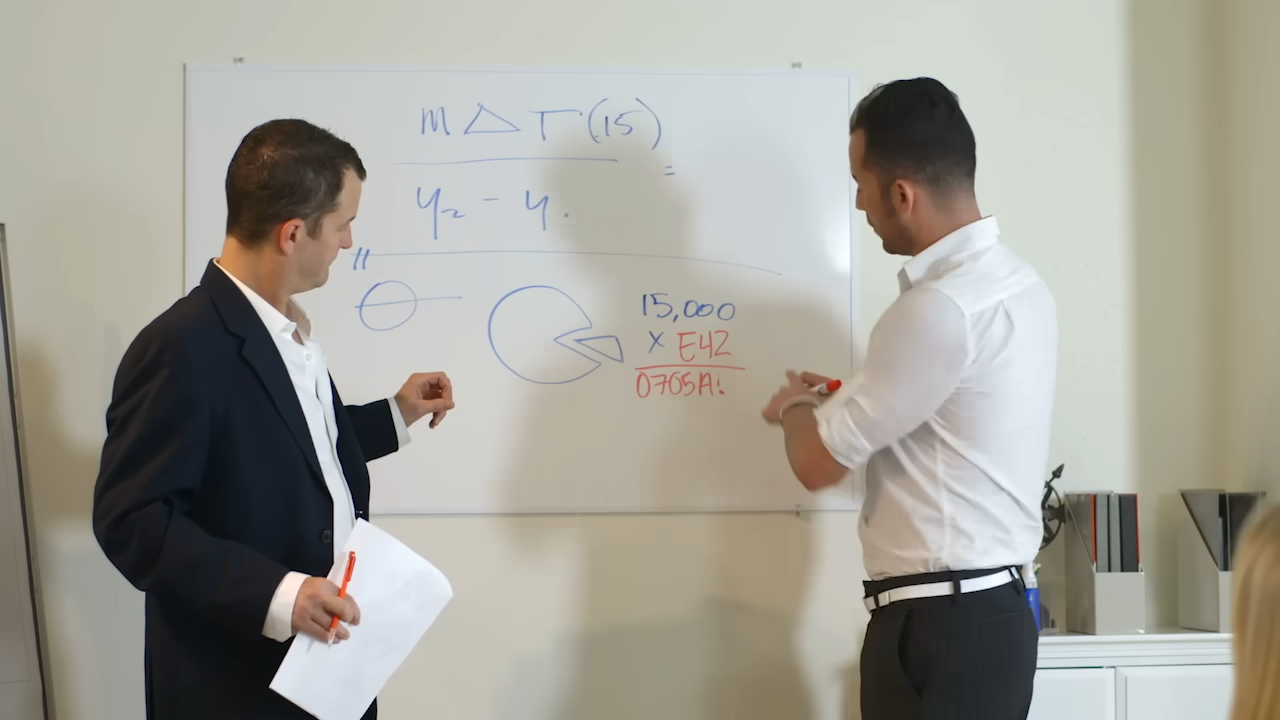 m △ T (15)
=
y2 - y.
"
15,000
x E42
0705A: